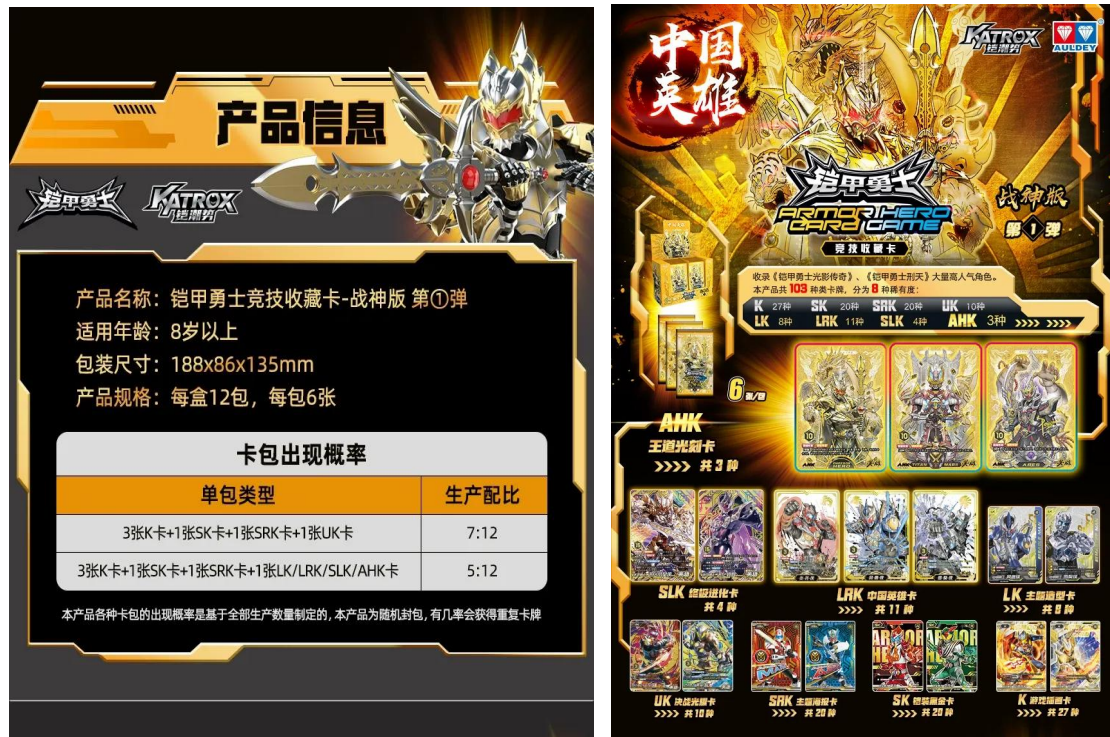 产品信息
铠甲勇士
KATROX
铠潮势
产品名称：铠甲勇士竞技收藏卡-战神版 第①弹
适用年龄：8岁以上
包装尺寸：188x86x135mm
产品规格：每盒12包，每包6张
卡包出现概率
单包类型 生产配比
3张K卡+1张SK卡+1张SRK卡+1张UK卡 7:12
3张K卡+1张SK卡+1张SRK卡+1张LK/LRK/SLK/AHK卡 5:12
本产品各种卡包的出现概率是基于全部生产数量制定的，本产品为随机封包，有几率会获得重复卡牌
中国
英雄
KATROX
铠潮势
AULDEY
铠甲勇士
ARMOR HERO
CARD GAME
竞技收藏卡
战神版
第1弹
收录《铠甲勇士光影传奇》、《铠甲勇士刑天》大量高人气角色。
本产品共103种类卡牌，分为8种稀有度：
K 27种 SK 20种 SRK 20种 UK 10种
LK 8种 LRK 11种 SLK 4种 AHK 3种
6张/包
AHK
王道光刻卡
共3种
SLK 终极进化卡
共4种
LRK 中国英雄卡
共11种
LK 主题造型卡
共8种
UK 决战光耀卡
共10种
SRK 主题海报卡
共20种
SK 铠装黑金卡
共20种
K 游戏插画卡
共27种